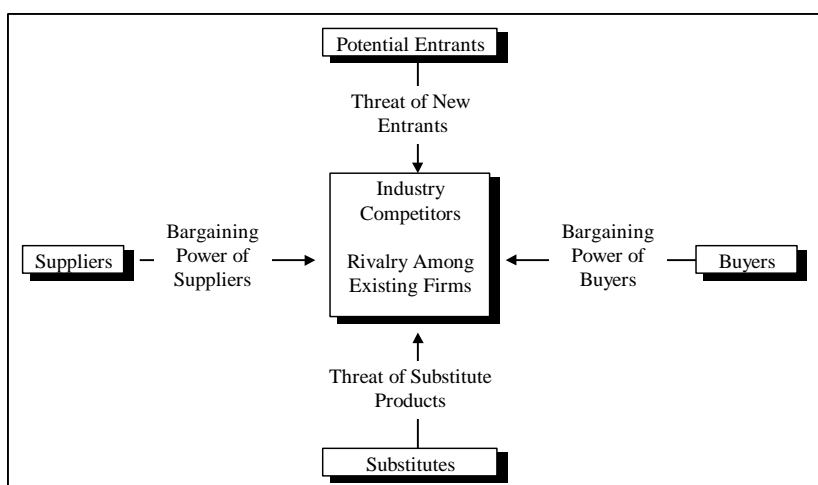 Potential Entrants
Threat of New
Entrants
Industry
Competitors
Rivalry Among
Existing Firms
Suppliers
Bargaining
Power of
Suppliers
Bargaining
Power of
Buyers
Buyers
Threat of Substitute
Products
Substitutes